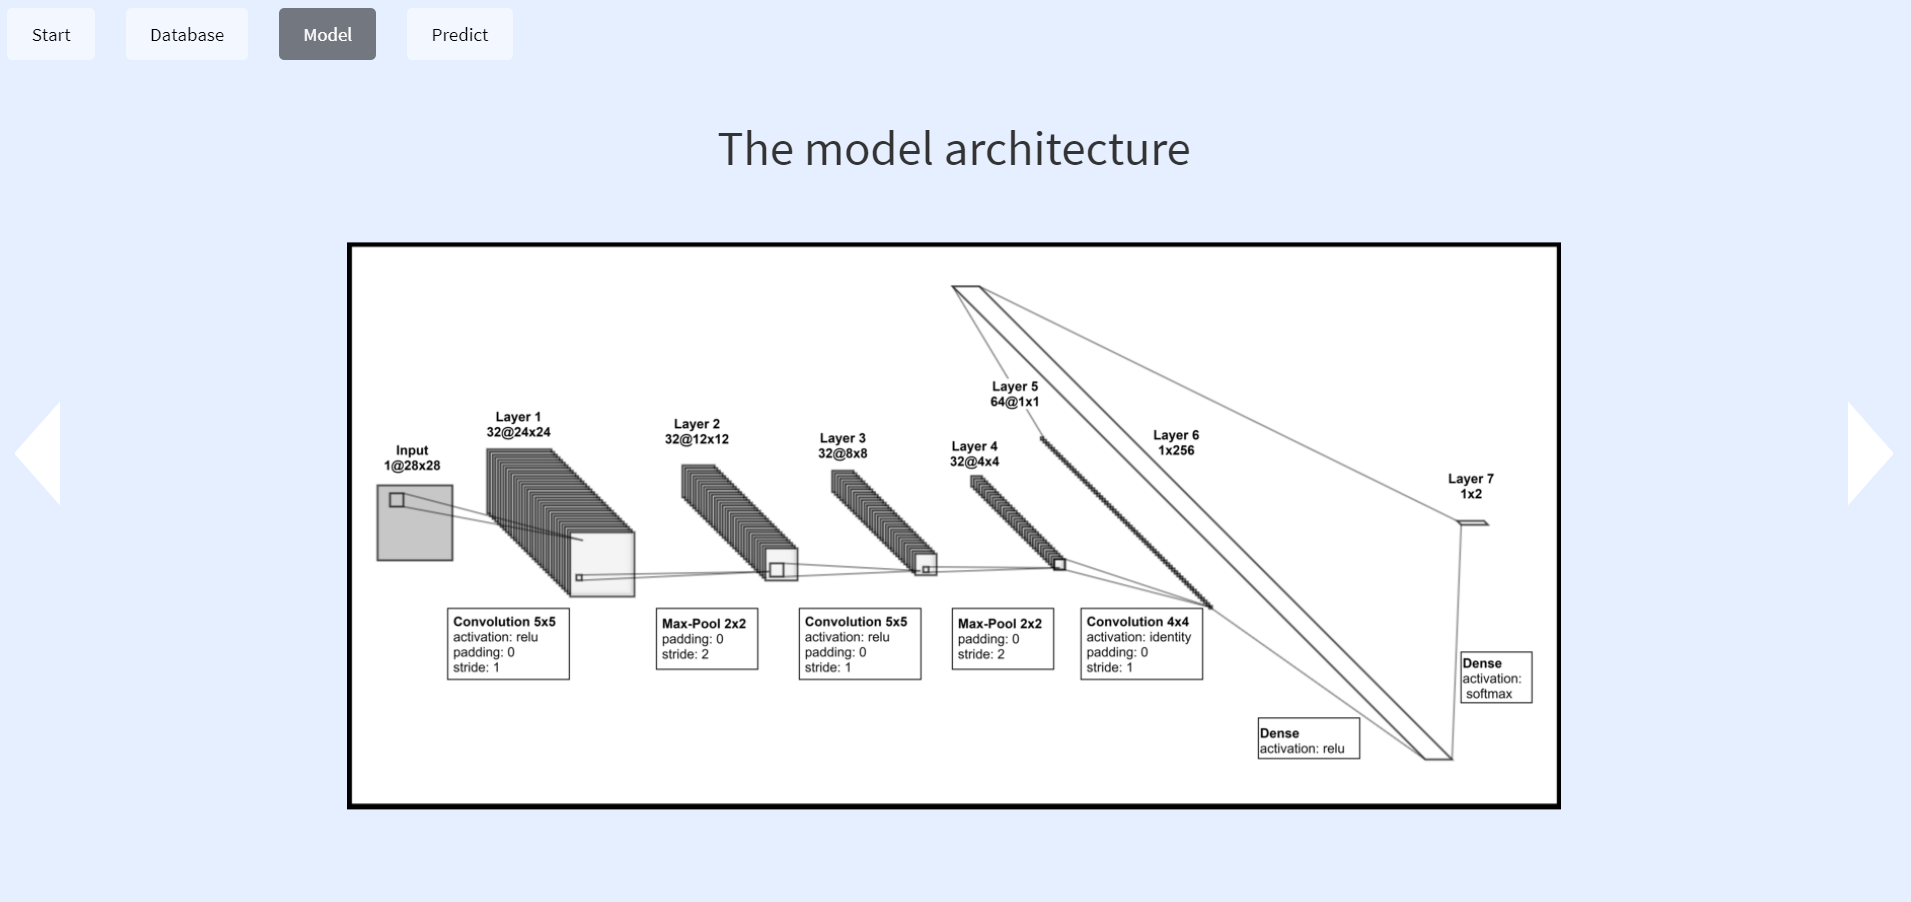 Start
Database
Model
Predict
The model architecture
Input
1@28x28
Layer 1
32@24x24
Layer 2
32@12x12
Layer 3
32@8x8
Layer 4
32@4x4
Layer 5
64@1x1
Layer 6
1x256
Layer 7
1x2
Convolution 5x5
activation: relu
padding: 0
stride: 1
Max-Pool 2x2
padding: 0
stride: 2
Convolution 5x5
activation: relu
padding: 0
stride: 1
Max-Pool 2x2
padding: 0
stride: 2
Convolution 4x4
activation: identity
padding: 0
stride: 1
Dense
activation: relu
Dense
activation:
softmax